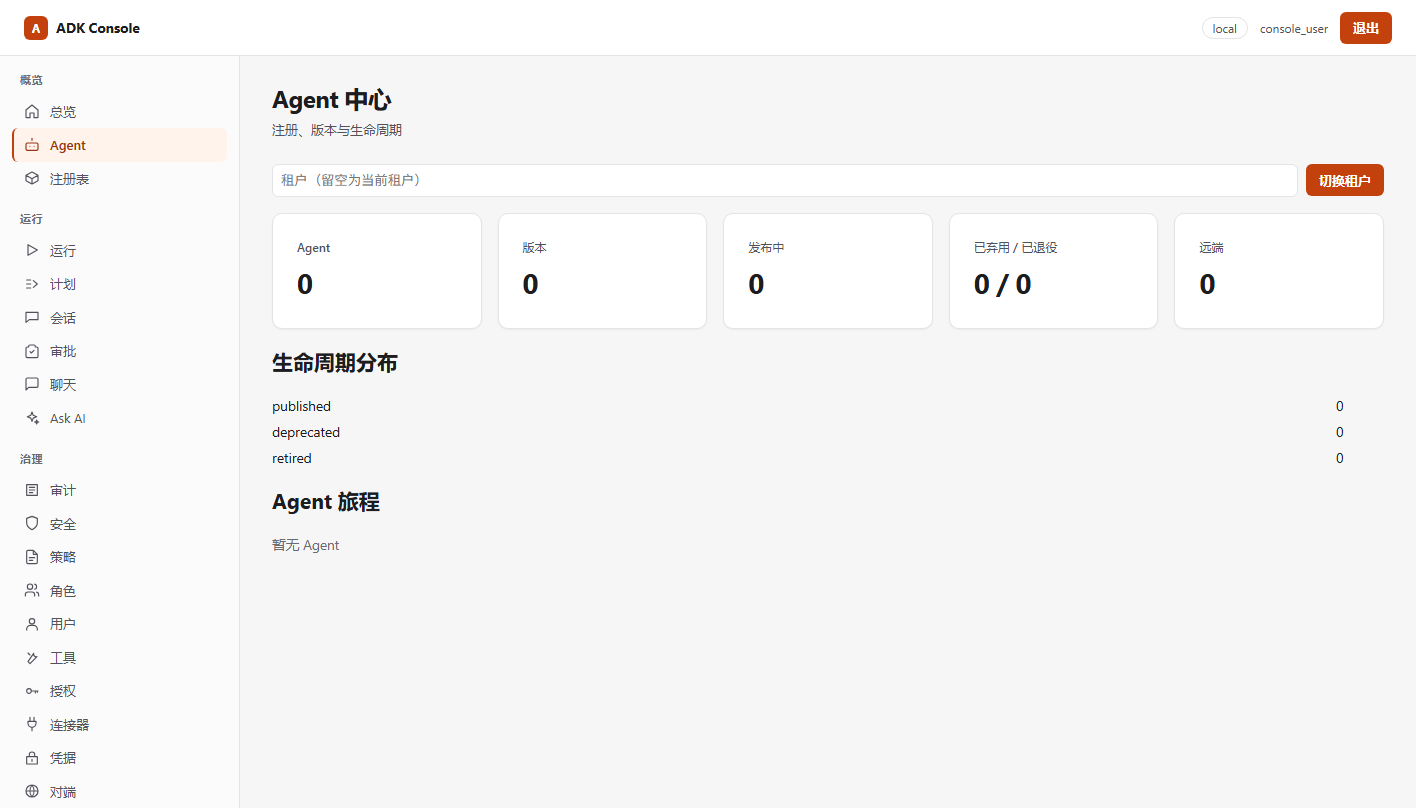 A ADK Console
local console_user 退出
概览
总览
Agent
注册表
运行
运行
计划
会话
审批
聊天
Ask AI
治理
审计
安全
策略
角色
用户
工具
授权
连接器
凭据
对端
Agent 中心
注册、版本与生命周期
租户（留空为当前租户） 切换租户
Agent
0
版本
0
发布中
0
已弃用 / 已退役
0 / 0
远端
0
生命周期分布
published 0
deprecated 0
retired 0
Agent 旅程
暂无 Agent